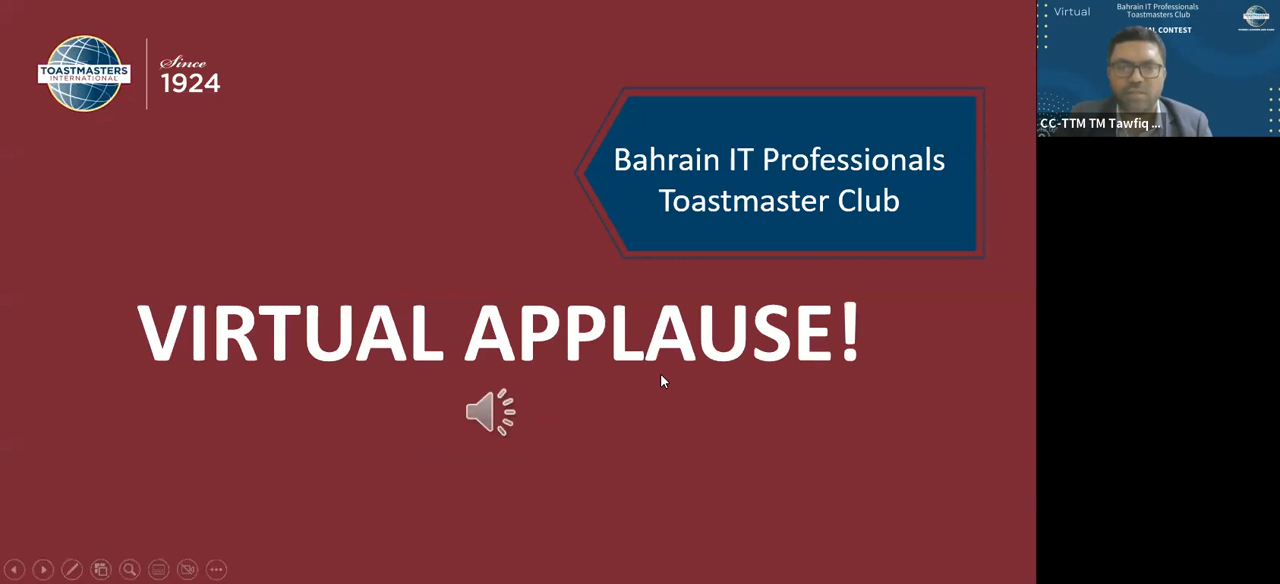 TOASTMASTERS
INTERNATIONAL
Since
1924
Bahrain IT Professionals
Toastmaster Club
VIRTUAL APPLAUSE!
Virtual
Bahrain IT Professionals
Toastmasters Club
CONTEST
CC-TTM TM Tawfiq ...